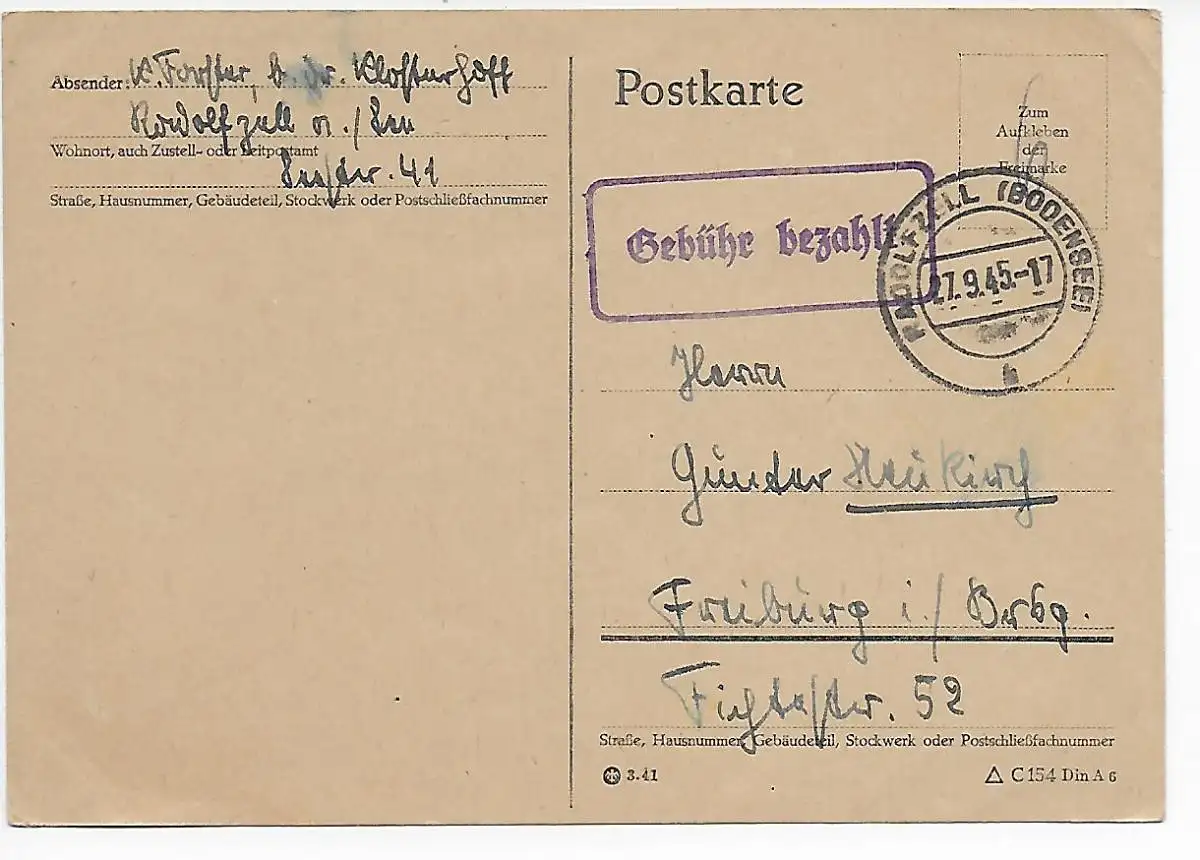 Absender: K. Forster, b. Dr. Klosterhoff
Radolfzell a./See
Wohnort, auch Zustell- oder Leitpostamt
Seestr. 41
Straße, Hausnummer, Gebäudeteil, Stockwerk oder Postschließfachnummer
Postkarte
Zum
Aufkleben
der
Freimarke
6
Gebühr bezahlt
RADOLFZELL (BODENSEE)
27.9.45.-17
b
Herrn
Günter Neukirch
Freiburg i/ Brsg.
Fichtestr. 52
Straße, Hausnummer, Gebäudeteil, Stockwerk oder Postschließfachnummer
3.41
C 154 Din A 6